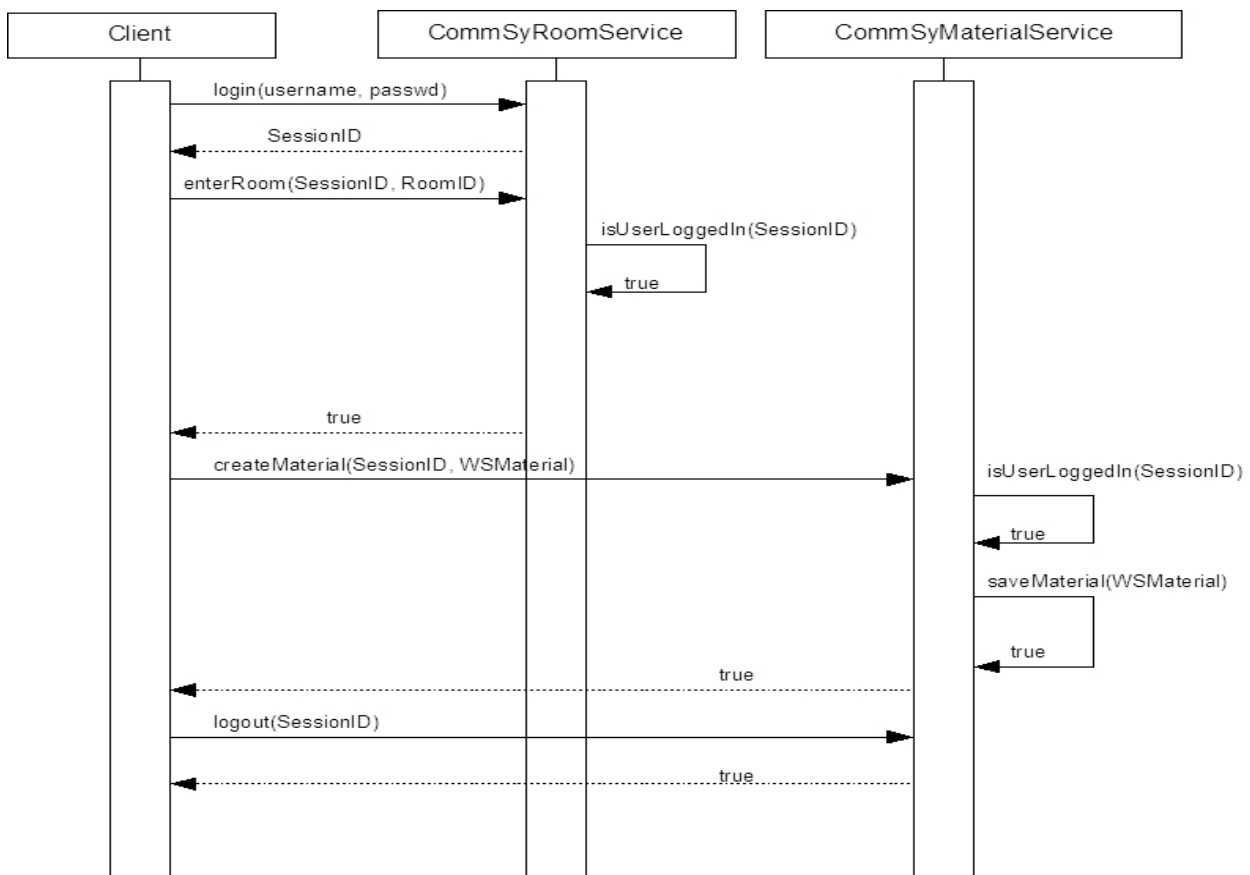 Client
CommSyRoomService
CommSyMaterialService
login(username, passwd)
SessionID
enterRoom(SessionID, RoomID)
isUserLoggedIn(SessionID)
true
true
createMaterial(SessionID, WSMaterial)
isUserLoggedIn(SessionID)
true
saveMaterial(WSMaterial)
true
true
logout(SessionID)
true